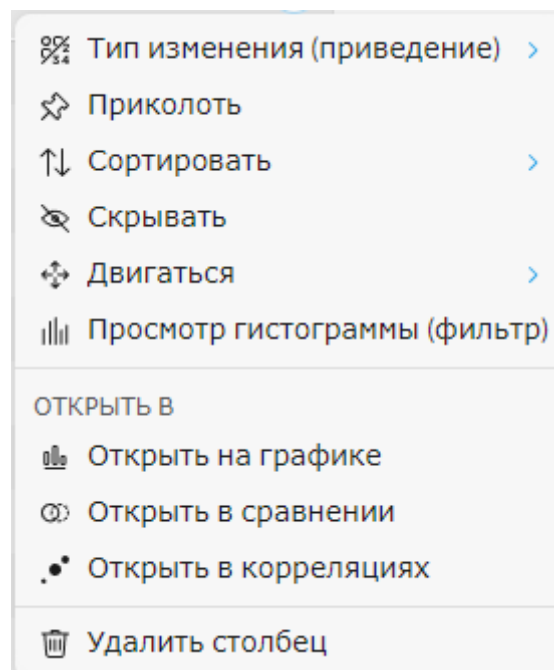 Тип изменения (приведение)
Приколоть
Сортировать
Скрывать
Двигаться
Просмотр гистограммы (фильтр)
ОТКРЫТЬ В
Открыть на графике
Открыть в сравнении
Открыть в корреляциях
Удалить столбец